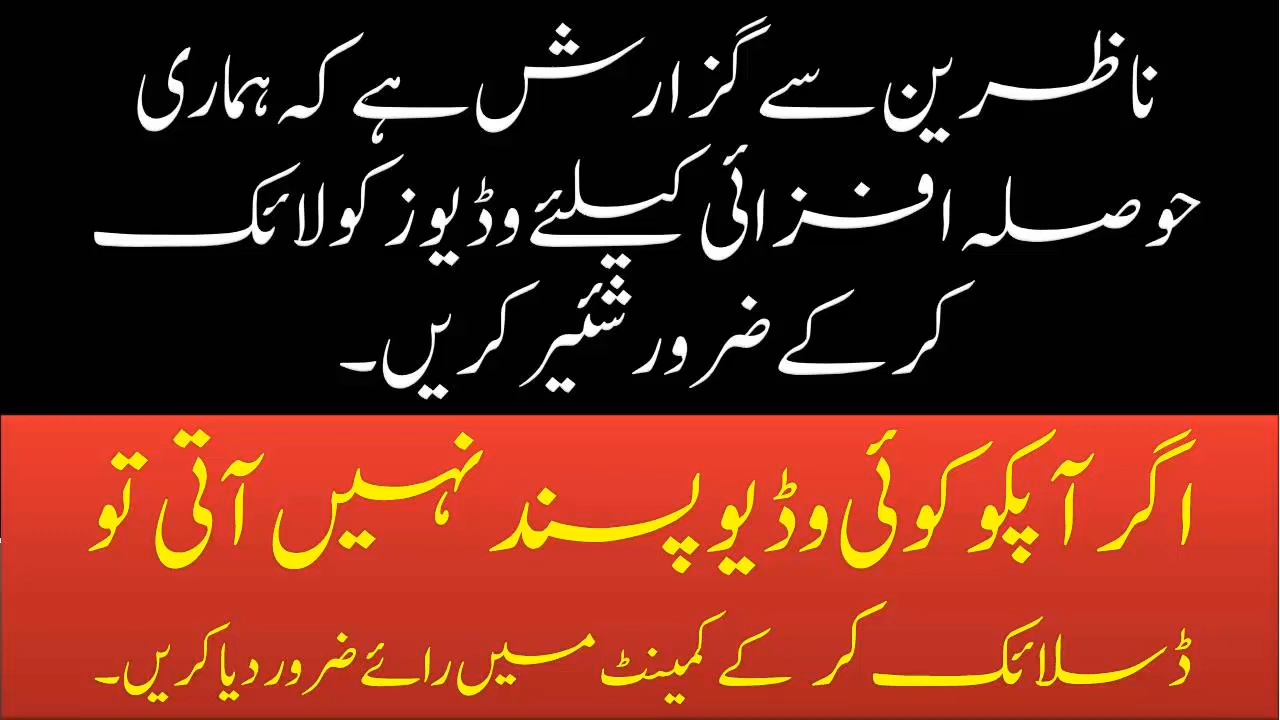 ناظرین سے گزارش ہے کہ ہماری
حوصلہ افزائی کیلئے وڈیوز کو لائک
کر کے ضرور شئیر کریں۔
اگر آپکو کوئی وڈیو پسند نہیں آتی تو
ڈسلائک کر کے کمینٹ میں رائے ضرور دیا کریں۔